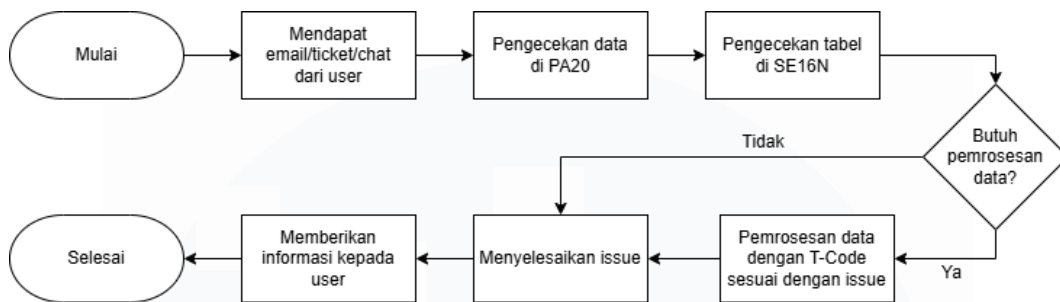 Mulai
Mendapat
email/ticket/chat
dari user
Pengecekan data
di PA20
Pengecekan tabel
di SE16N
Butuh
pemrosesan
data?
Tidak
Ya
Pemrosesan data
dengan T-Code
sesuai dengan issue
Menyelesaikan issue
Memberikan
informasi kepada
user
Selesai